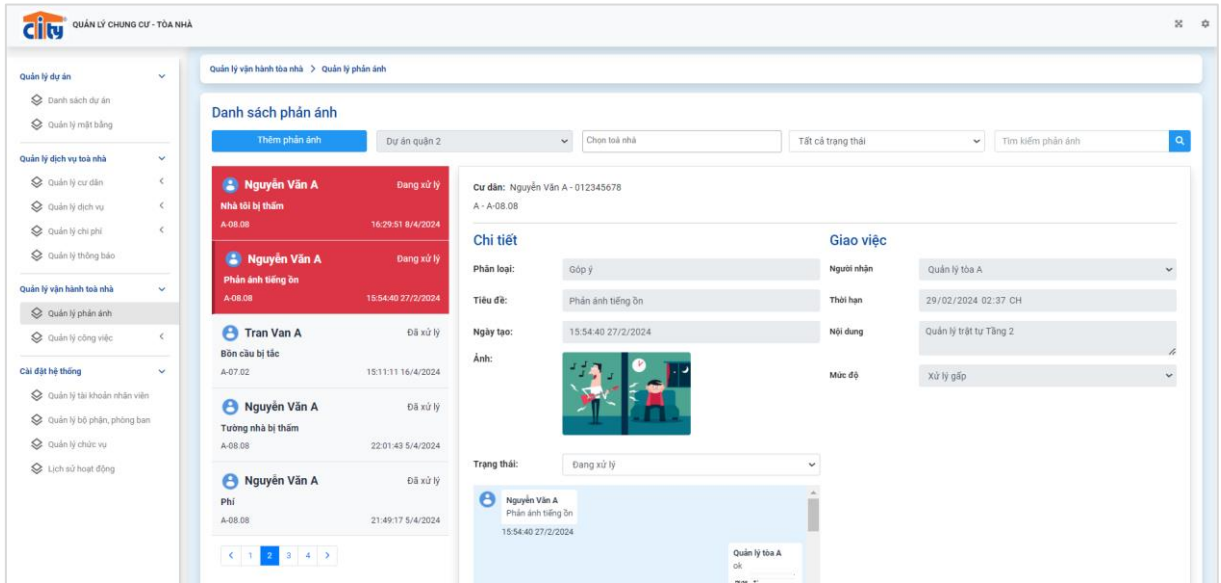 city QUẢN LÝ CHUNG CƯ - TÒA NHÀ
Quản lý dự án
Danh sách dự án
Quản lý mặt bằng
Quản lý dịch vụ toà nhà
Quản lý cư dân
Quản lý dịch vụ
Quản lý chi phí
Quản lý thông báo
Quản lý vận hành toà nhà
Quản lý phản ánh
Quản lý công việc
Cài đặt hệ thống
Quản lý tài khoản nhân viên
Quản lý bộ phận, phòng ban
Quản lý chức vụ
Lịch sử hoạt động
Quản lý vận hành tòa nhà > Quản lý phản ánh
Danh sách phản ánh
Thêm phản ánh Dự án quận 2 Chọn toà nhà Tất cả trạng thái Tìm kiếm phản ánh
Nguyễn Văn A Đang xử lý
Nhà tôi bị thấm
A-08.08 16:29:51 8/4/2024
Nguyễn Văn A Đang xử lý
Phản ánh tiếng ồn
A-08.08 15:54:40 27/2/2024
Tran Van A Đã xử lý
Bồn cầu bị tắc
A-07.02 15:11:11 16/4/2024
Nguyễn Văn A Đã xử lý
Tường nhà bị thấm
A-08.08 22:01:43 5/4/2024
Nguyễn Văn A Đã xử lý
Phí
A-08.08 21:49:17 5/4/2024
< 1 2 3 4 >
Cư dân: Nguyễn Văn A - 012345678
A - A-08.08
Chi tiết
Phân loại: Góp ý
Tiêu đề: Phản ánh tiếng ồn
Ngày tạo: 15:54:40 27/2/2024
Ảnh:
Trạng thái: Đang xử lý
Nguyễn Văn A
Phản ánh tiếng ồn
15:54:40 27/2/2024
Quản lý tòa A
ok
Giao việc
Người nhận Quản lý tòa A
Thời hạn 29/02/2024 02:37 CH
Nội dung Quản lý trật tự Tầng 2
Mức độ Xử lý gấp